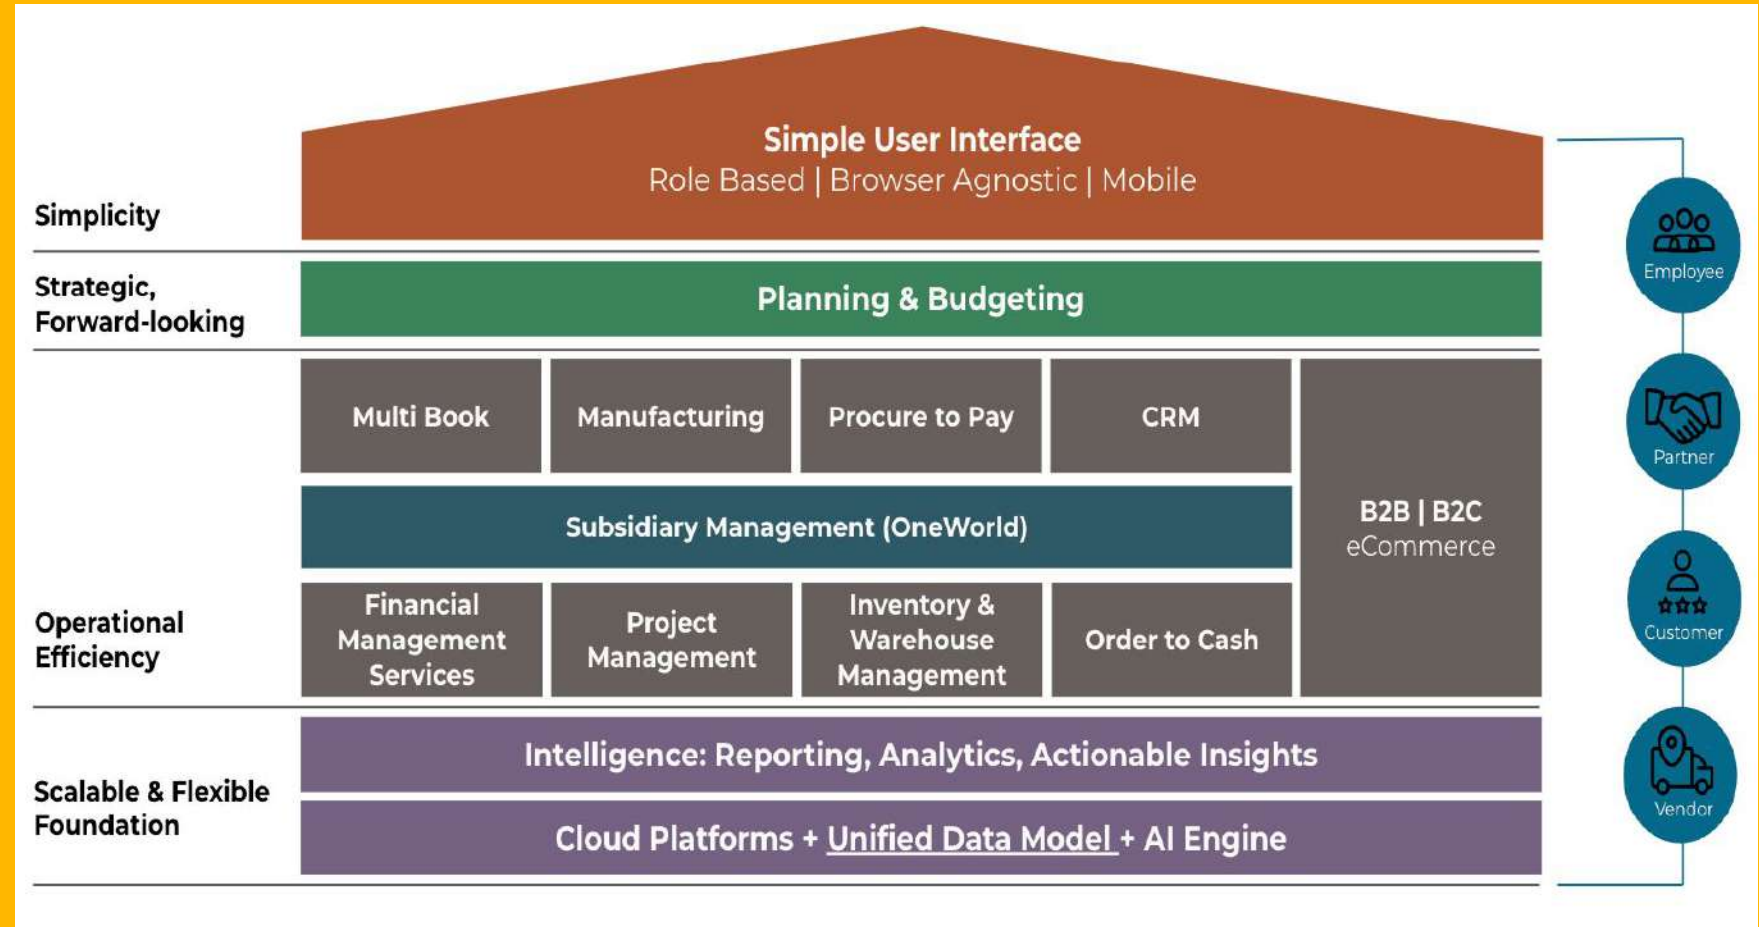 Simple User Interface
Role Based | Browser Agnostic | Mobile
Simplicity
Strategic,
Forward-looking
Planning & Budgeting
Multi Book
Manufacturing
Procure to Pay
CRM
Subsidiary Management (OneWorld)
B2B | B2C
eCommerce
Operational
Efficiency
Financial
Management
Services
Project
Management
Inventory &
Warehouse
Management
Order to Cash
Scalable & Flexible
Foundation
Intelligence: Reporting, Analytics, Actionable Insights
Cloud Platforms + Unified Data Model + AI Engine
Employee
Partner
Customer
Vendor